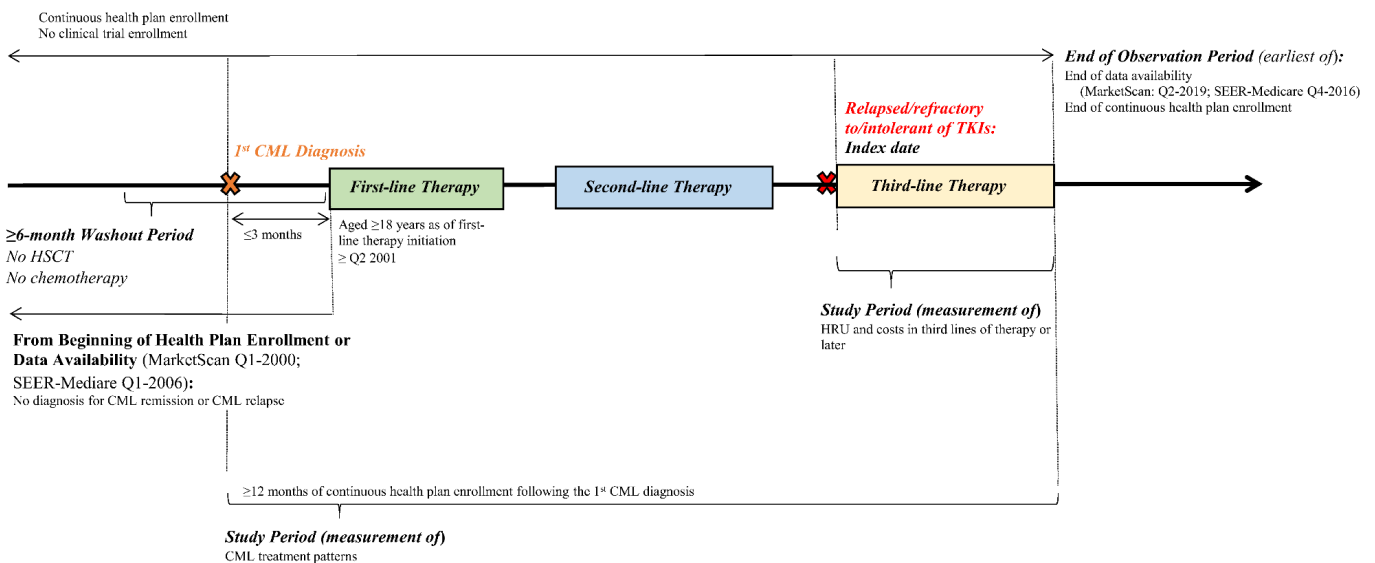 Continuous health plan enrollment
No clinical trial enrollment
End of Observation Period (earliest of):
End of data availability
(MarketScan: Q2-2019; SEER-Medicare Q4-2016)
End of continuous health plan enrollment
Relapsed/refractory
to/intolerant of TKIs:
Index date
1st CML Diagnosis
First-line Therapy
Second-line Therapy
Third-line Therapy
≥6-month Washout Period
No HSCT
No chemotherapy
≤3 months
Aged ≥18 years as of first-
line therapy initiation
≥ Q2 2001
Study Period (measurement of)
HRU and costs in third lines of therapy or
later
From Beginning of Health Plan Enrollment or
Data Availability (MarketScan Q1-2000;
SEER-Mediare Q1-2006):
No diagnosis for CML remission or CML relapse
≥12 months of continuous health plan enrollment following the 1st CML diagnosis
Study Period (measurement of)
CML treatment patterns